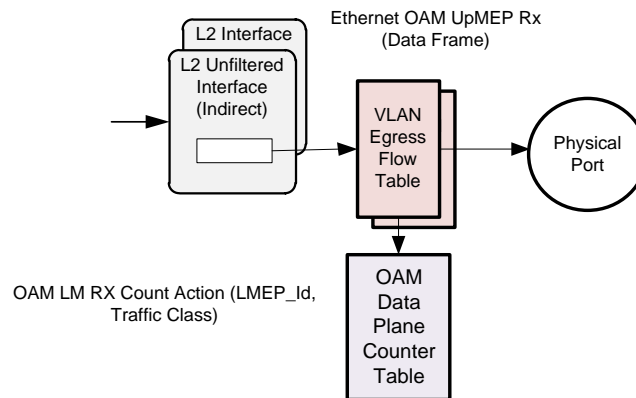 Ethernet OAM UpMEP Rx
(Data Frame)
L2 Interface
L2 Unfiltered
Interface
(Indirect)
VLAN
Egress
Flow
Table
Physical
Port
OAM LM RX Count Action (LMEP_Id,
Traffic Class)
OAM
Data
Plane
Counter
Table